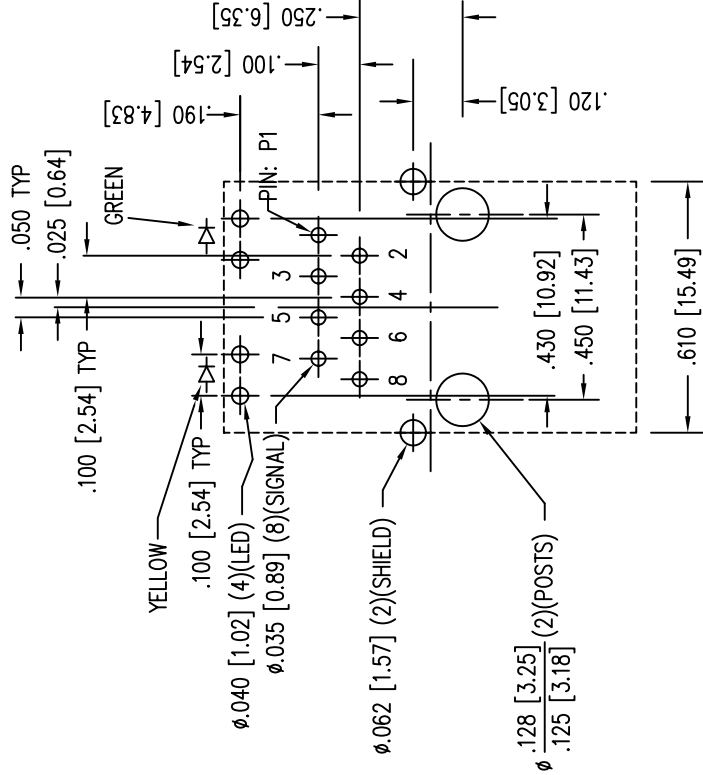 .050 TYP
.025 [0.64]
.100 [2.54] TYP
.100 [2.54] TYP
YELLOW
GREEN
PIN: P1
3
5
7
2
4
6
8
.190 [4.83]
.100 [2.54]
.250 [6.35]
.120 [3.05]
ø.040 [1.02] (4)(LED)
ø.035 [0.89] (8)(SIGNAL)
ø.062 [1.57] (2)(SHIELD)
ø .128 [3.25] (2)(POSTS)
.125 [3.18]
.430 [10.92]
.450 [11.43]
.610 [15.49]